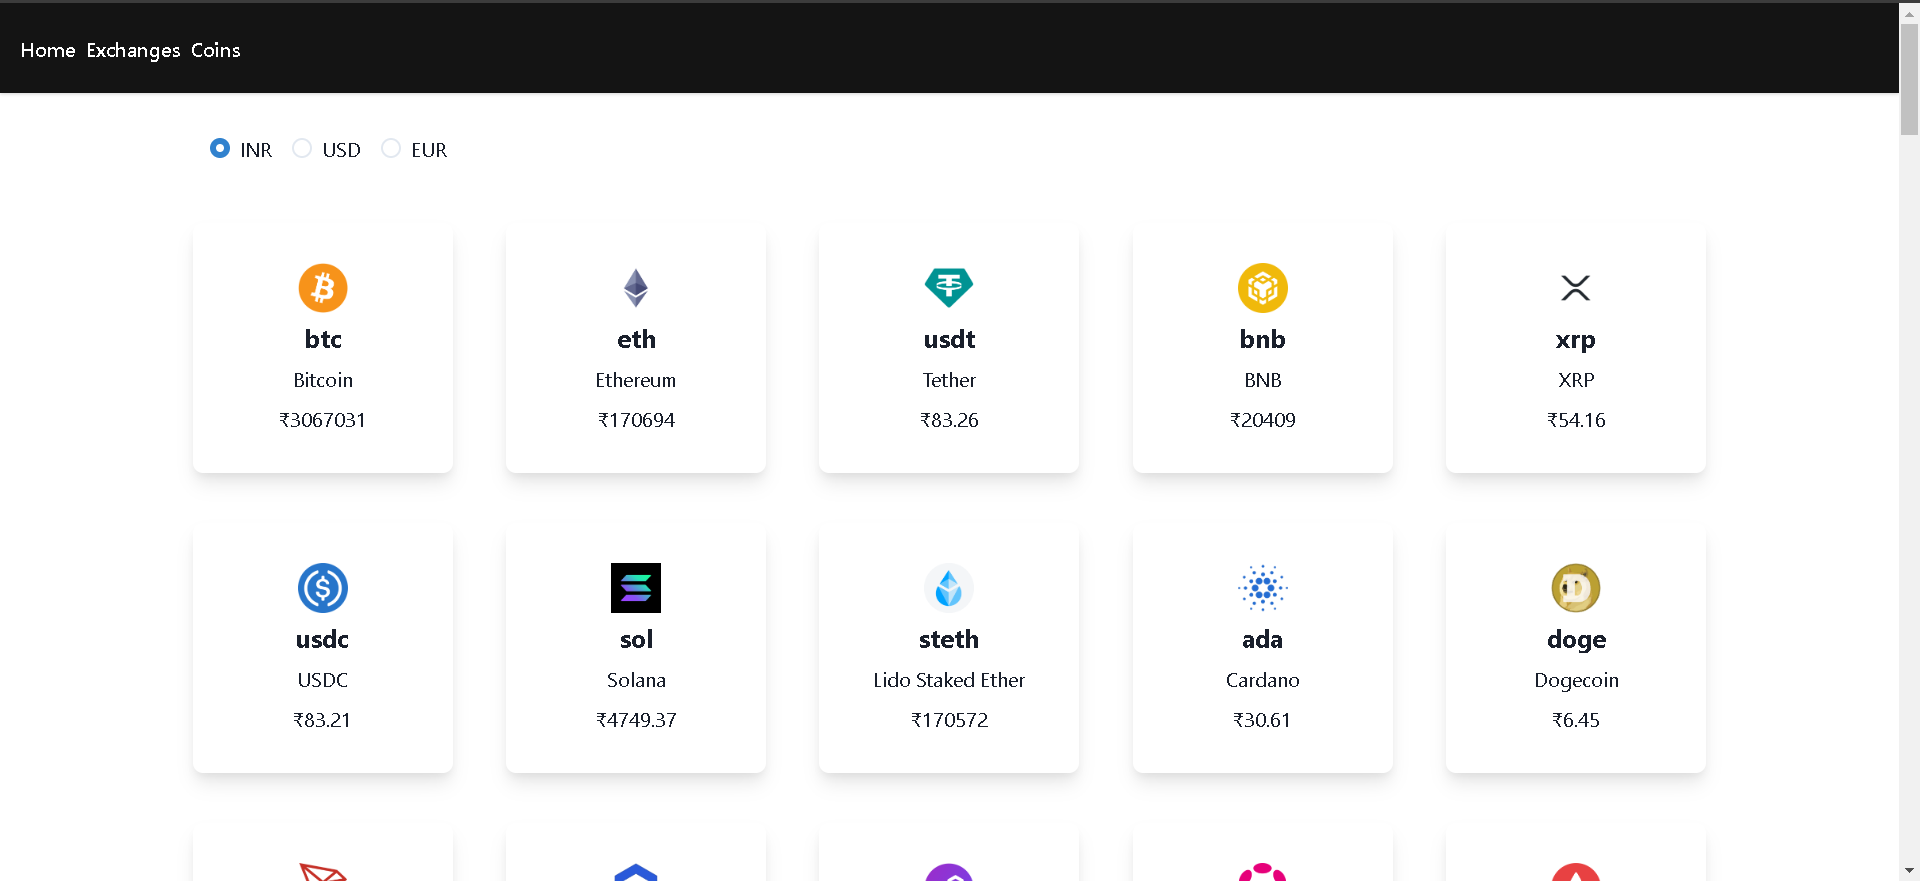 Home Exchanges Coins
INR USD EUR
btc
Bitcoin
₹3067031
eth
Ethereum
₹170694
usdt
Tether
₹83.26
bnb
BNB
₹20409
xrp
XRP
₹54.16
usdc
USDC
₹83.21
sol
Solana
₹4749.37
steth
Lido Staked Ether
₹170572
ada
Cardano
₹30.61
doge
Dogecoin
₹6.45